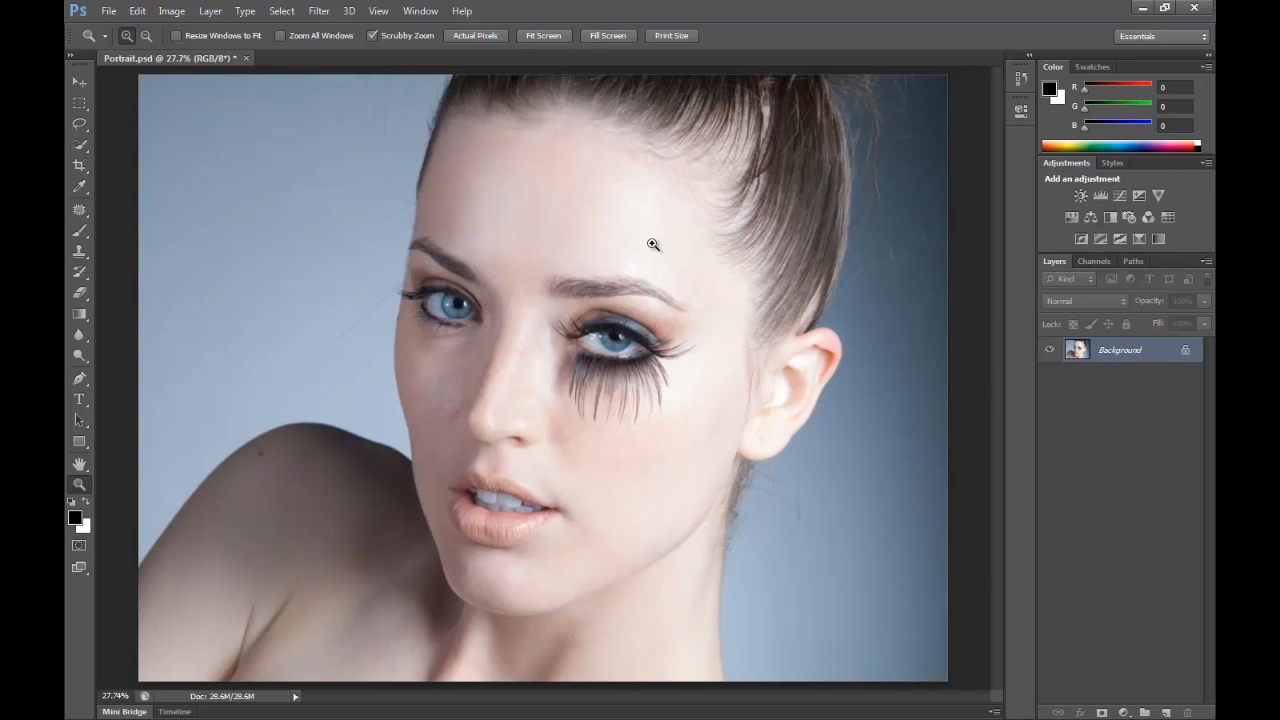 Ps File Edit Image Layer Type Select Filter 3D View Window Help
Resize Windows to Fit Zoom All Windows Scrubby Zoom Actual Pixels Fit Screen Fill Screen Print Size Essentials
Portrait.psd @ 27.7% (RGB/8*) *
Color Swatches
R 0
G 0
B 0
Adjustments Styles
Add an adjustment
Layers Channels Paths
Kind
Normal Opacity: 100%
Locks: Fill: 100%
Background
T
27.74% Doc: 28.6M/28.6M
Mini Bridge Timeline